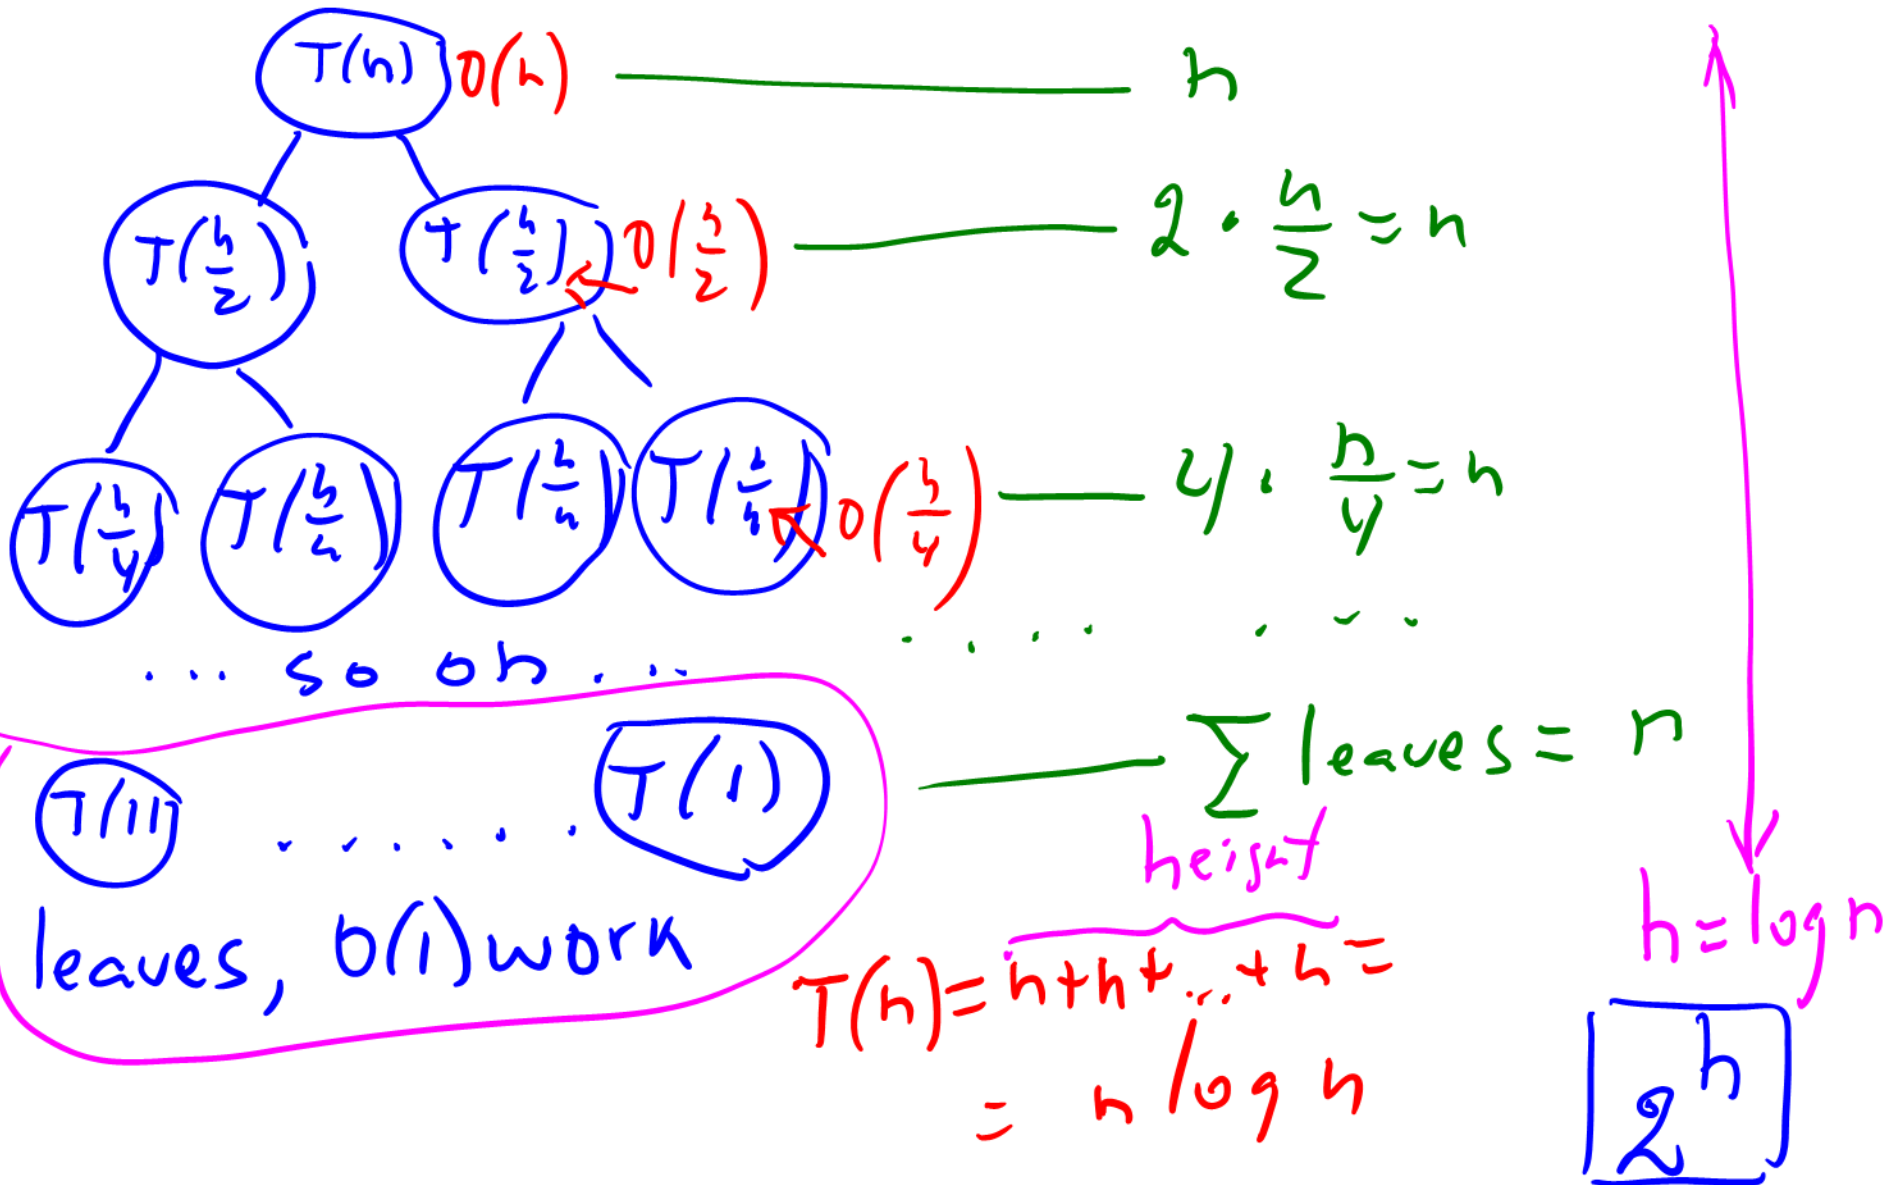 T(n) O(n) n
T(n/2) T(n/2) O(n/2) 2 · n/2 = n
T(n/4) T(n/4) T(n/4) T(n/4) O(n/4) 4 · n/4 = n
... so on ...
T(1) ...... T(1) ∑ leaves = n
height
leaves, O(1) work
h = log n
T(n) = n + n + ... + n =
= n log n
2^h